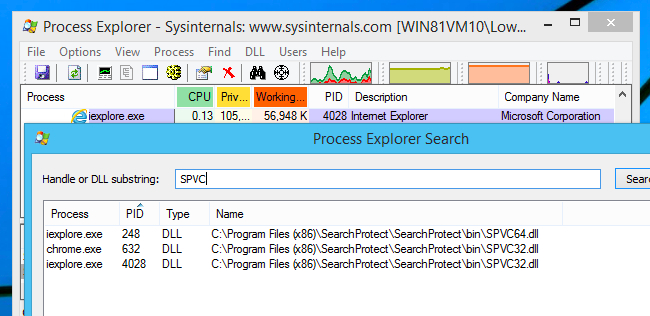 Process Explorer - Sysinternals: www.sysinternals.com [WIN81VM10\Low...
File Options View Process Find DLL Users Help
Process CPU Priv... Working... PID Description Company Name
iexplore.exe 0.13 105,... 56,948 K 4028 Internet Explorer Microsoft Corporation
Process Explorer Search
Handle or DLL substring: SPVC Sear
Process PID Type Name
iexplore.exe 248 DLL C:\Program Files (x86)\SearchProtect\SearchProtect\bin\SPVC64.dll
chrome.exe 632 DLL C:\Program Files (x86)\SearchProtect\SearchProtect\bin\SPVC32.dll
iexplore.exe 4028 DLL C:\Program Files (x86)\SearchProtect\SearchProtect\bin\SPVC32.dll